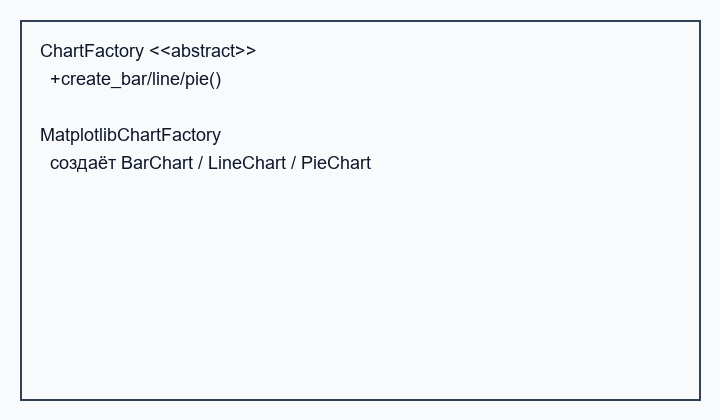 ChartFactory <<abstract>>
+create_bar/line/pie()
MatplotlibChartFactory
создаёт BarChart / LineChart / PieChart